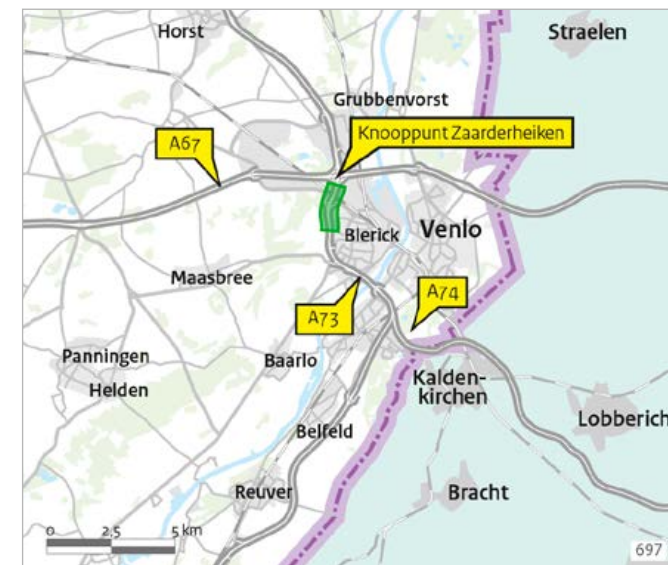 Horst
Straelen
Grubbenvorst
A67
Knooppunt Zaarderheiken
Blerick
Venlo
Maasbree
A73
A74
Panningen
Helden
Baarlo
Kalden-
kirchen
Lobberich
Belfeld
Reuver
Bracht
0 2,5 5 km
697